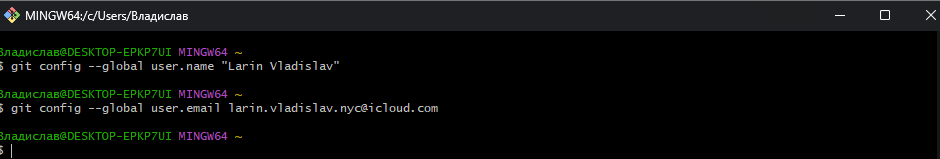 MINGW64:/c/Users/Владислав
Владислав@DESKTOP-EPKP7UI MINGW64 ~
$ git config --global user.name "Larin Vladislav"
Владислав@DESKTOP-EPKP7UI MINGW64 ~
$ git config --global user.email larin.vladislav.nyc@icloud.com
Владислав@DESKTOP-EPKP7UI MINGW64 ~
$